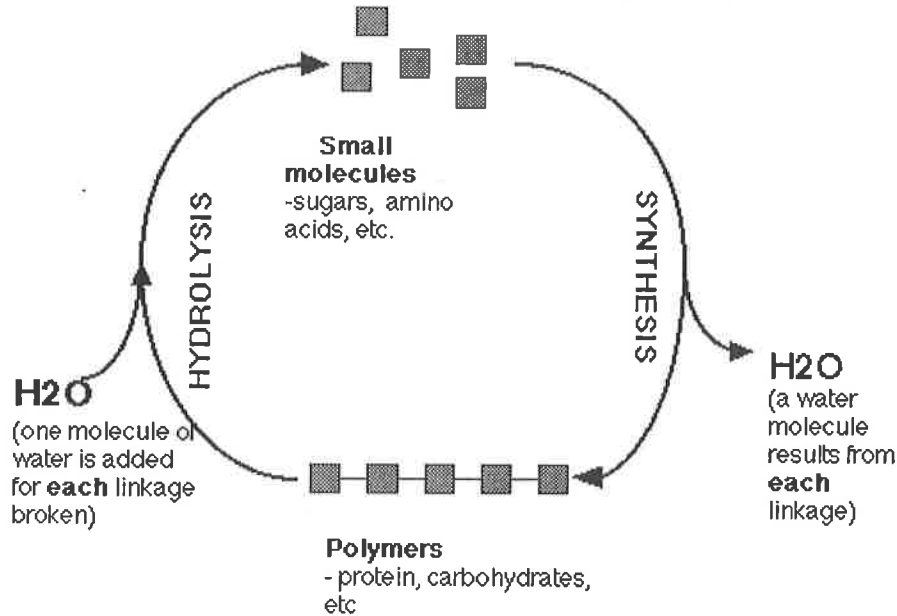 Small
molecules
-sugars, amino
acids, etc.
HYDROLYSIS
SYNTHESIS
H2O
(one molecule of
water is added
for each linkage
broken)
H2O
(a water
molecule
results from
each
linkage)
Polymers
- protein, carbohydrates,
etc